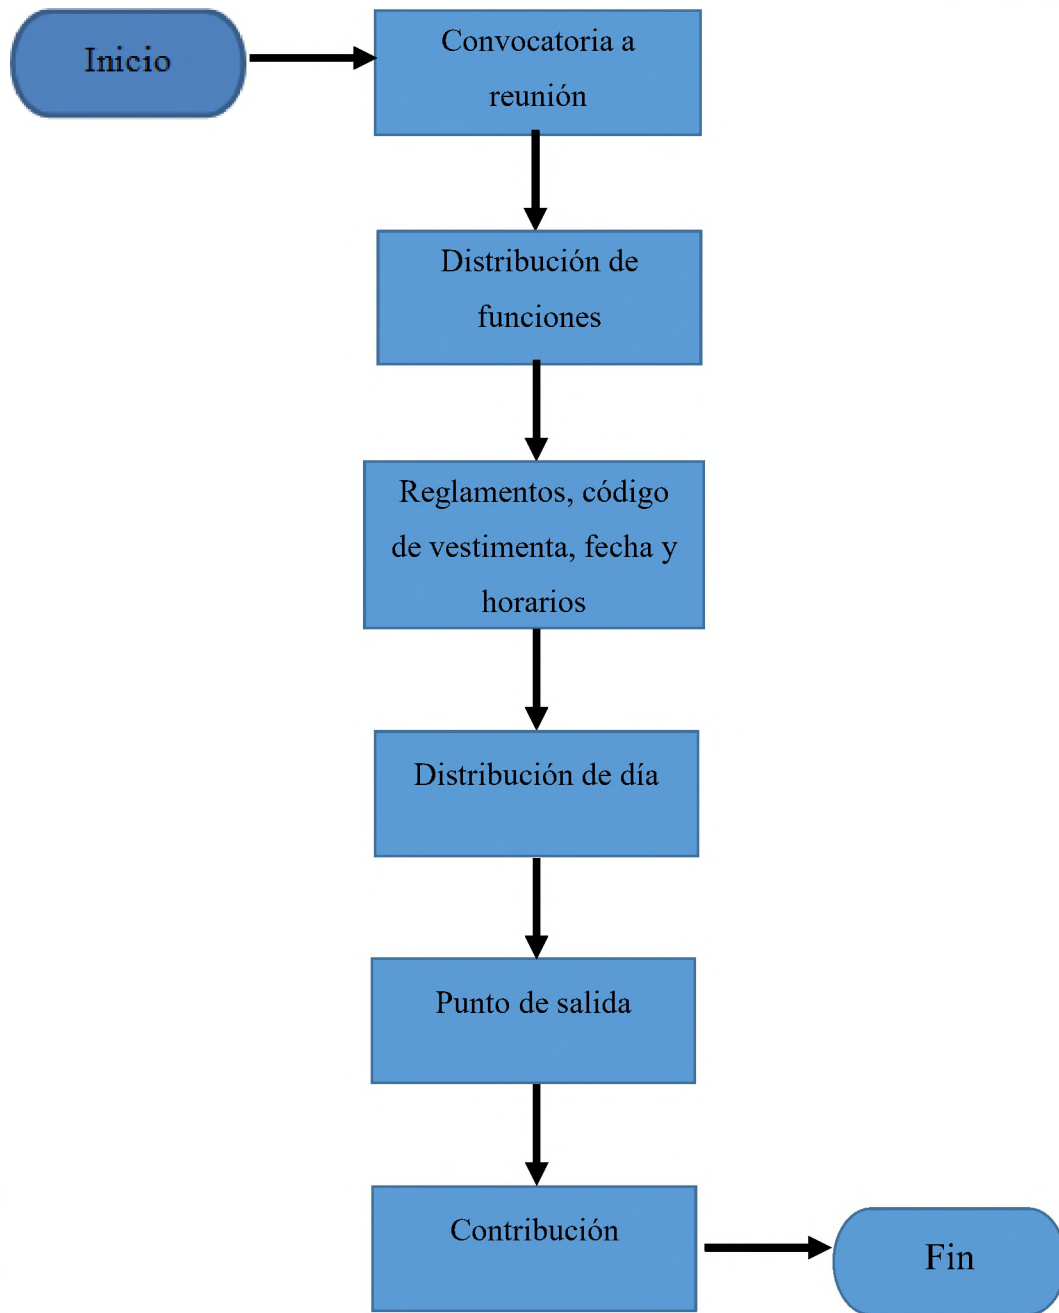 Inicio
Convocatoria a
reunión
Distribución de
funciones
Reglamentos, código
de vestimenta, fecha y
horarios
Distribución de día
Punto de salida
Contribución
Fin